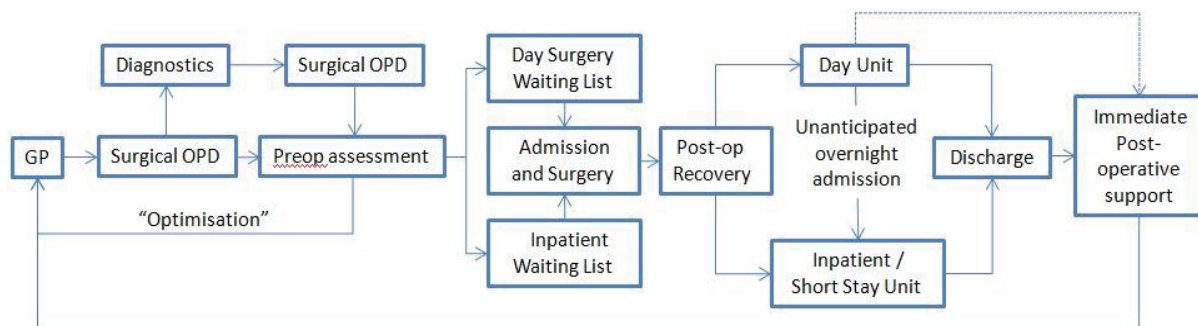 Diagnostics
Surgical OPD
GP
Surgical OPD
Preop assessment
"Optimisation"
Day Surgery
Waiting List
Admission
and Surgery
Inpatient
Waiting List
Post-op
Recovery
Day Unit
Unanticipated
overnight
admission
Inpatient /
Short Stay Unit
Discharge
Immediate
Post-
operative
support